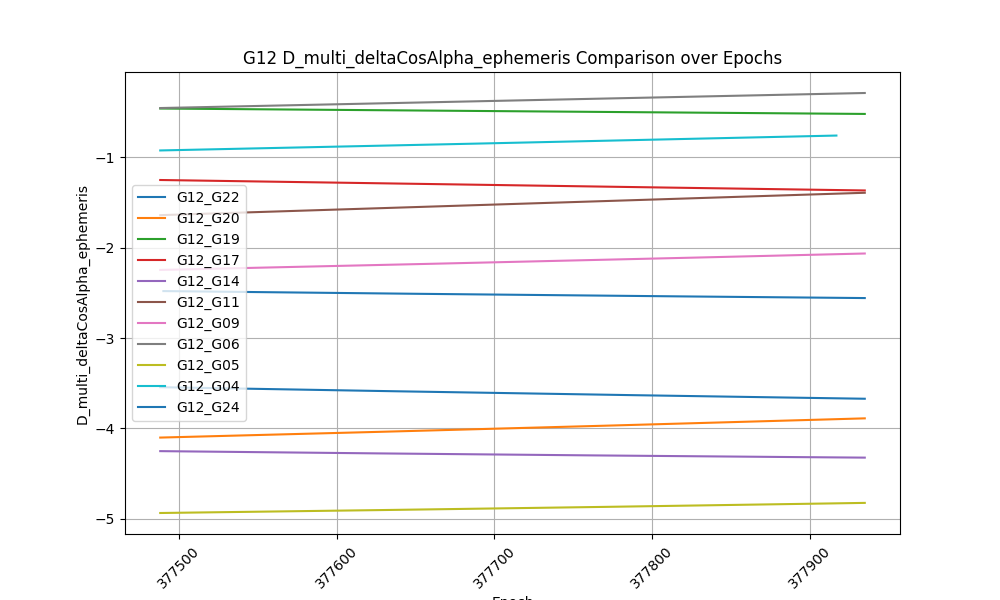 G12 D_multi_deltaCosAlpha_ephemeris Comparison over Epochs
D_multi_deltaCosAlpha_ephemeris
−1
−2
−3
−4
−5
G12_G22
G12_G20
G12_G19
G12_G17
G12_G14
G12_G11
G12_G09
G12_G06
G12_G05
G12_G04
G12_G24
377500
377600
377700
377800
377900
Epoch